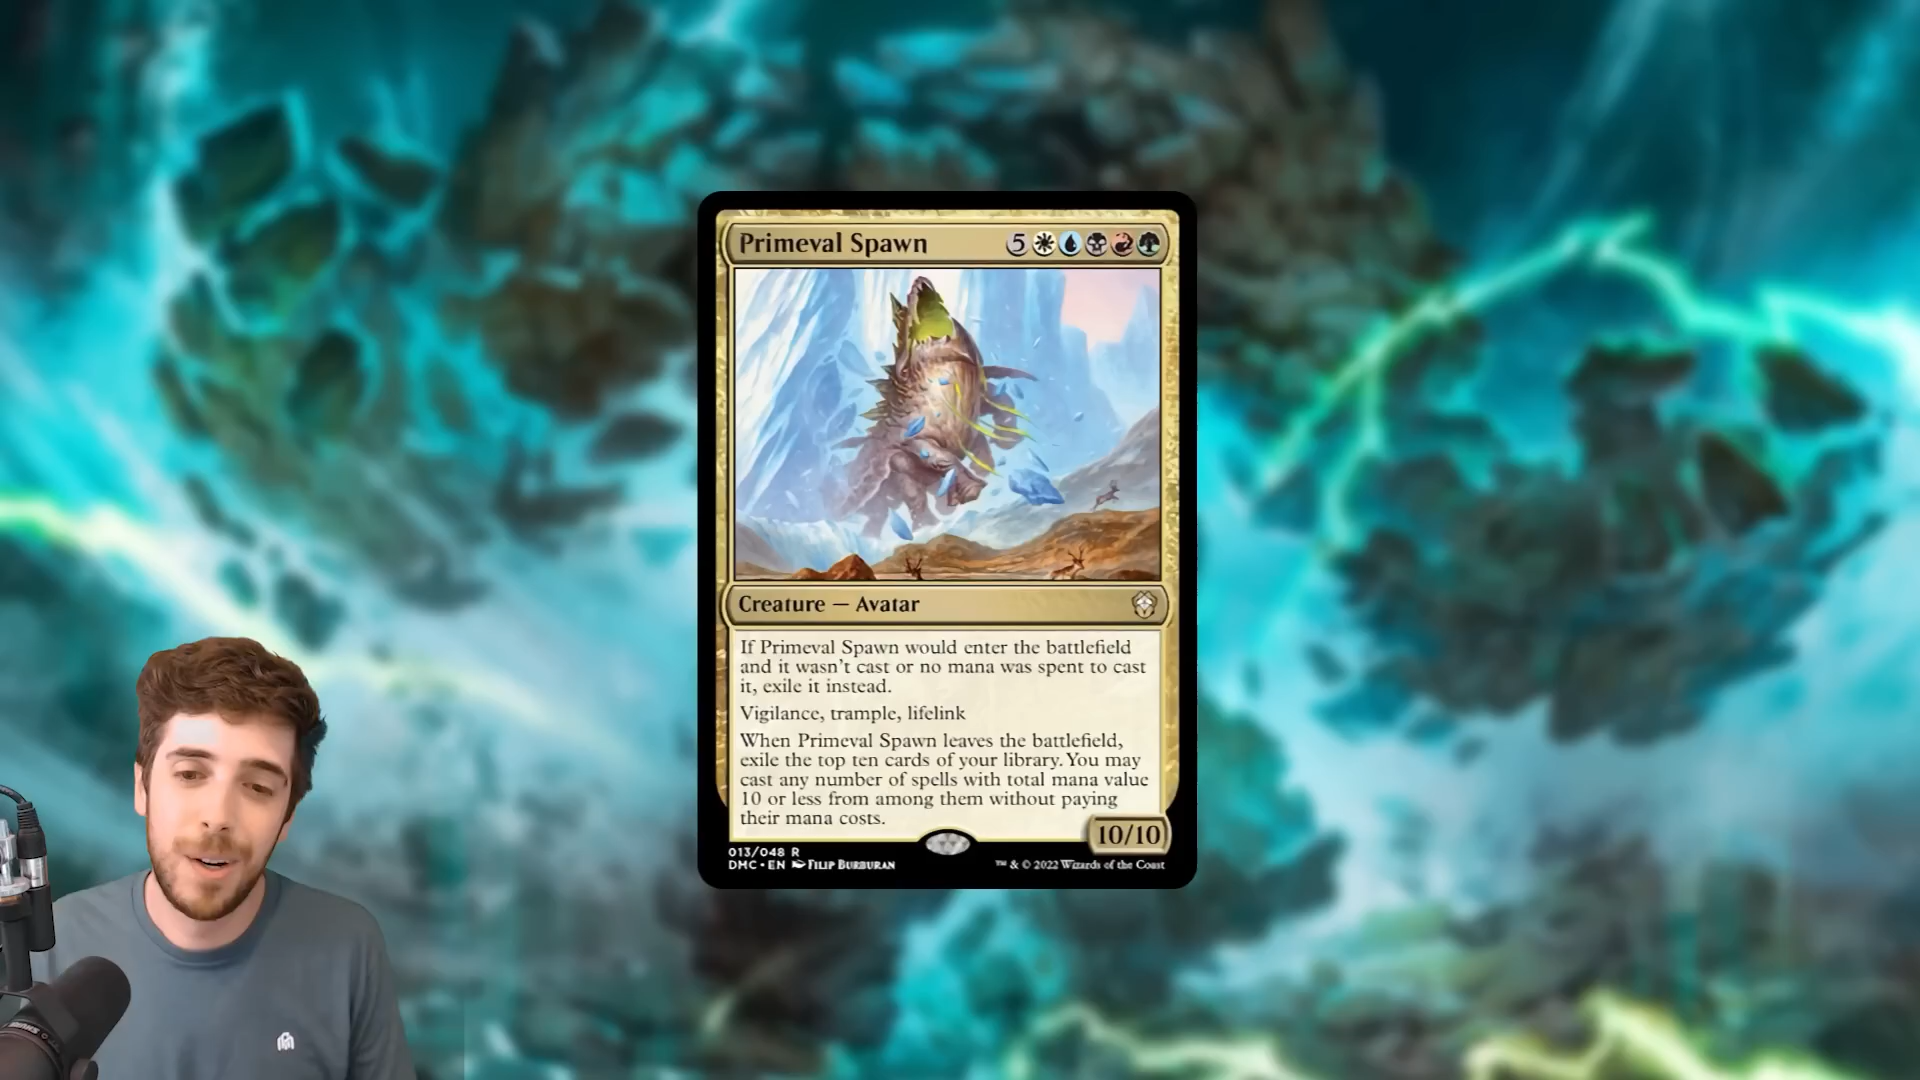 Primeval Spawn 5
Creature — Avatar
If Primeval Spawn would enter the battlefield
and it wasn't cast or no mana was spent to cast
it, exile it instead.
Vigilance, trample, lifelink
When Primeval Spawn leaves the battlefield,
exile the top ten cards of your library. You may
cast any number of spells with total mana value
10 or less from among them without paying
their mana costs.
10/10
013/048 R
DMC • EN Filip Burburan
™ & © 2022 Wizards of the Coast